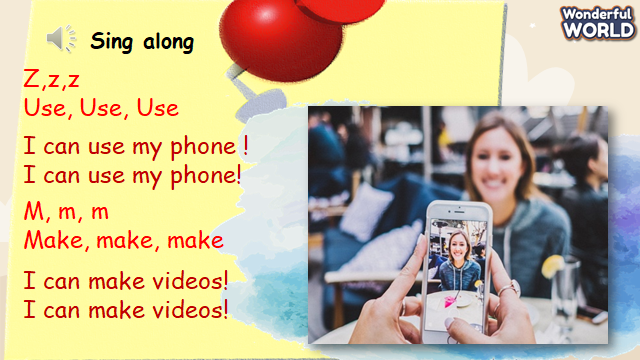 Wonderful
WORLD
Sing along
Z,z,z
Use, Use, Use
I can use my phone !
I can use my phone!
M, m, m
Make, make, make
I can make videos!
I can make videos!